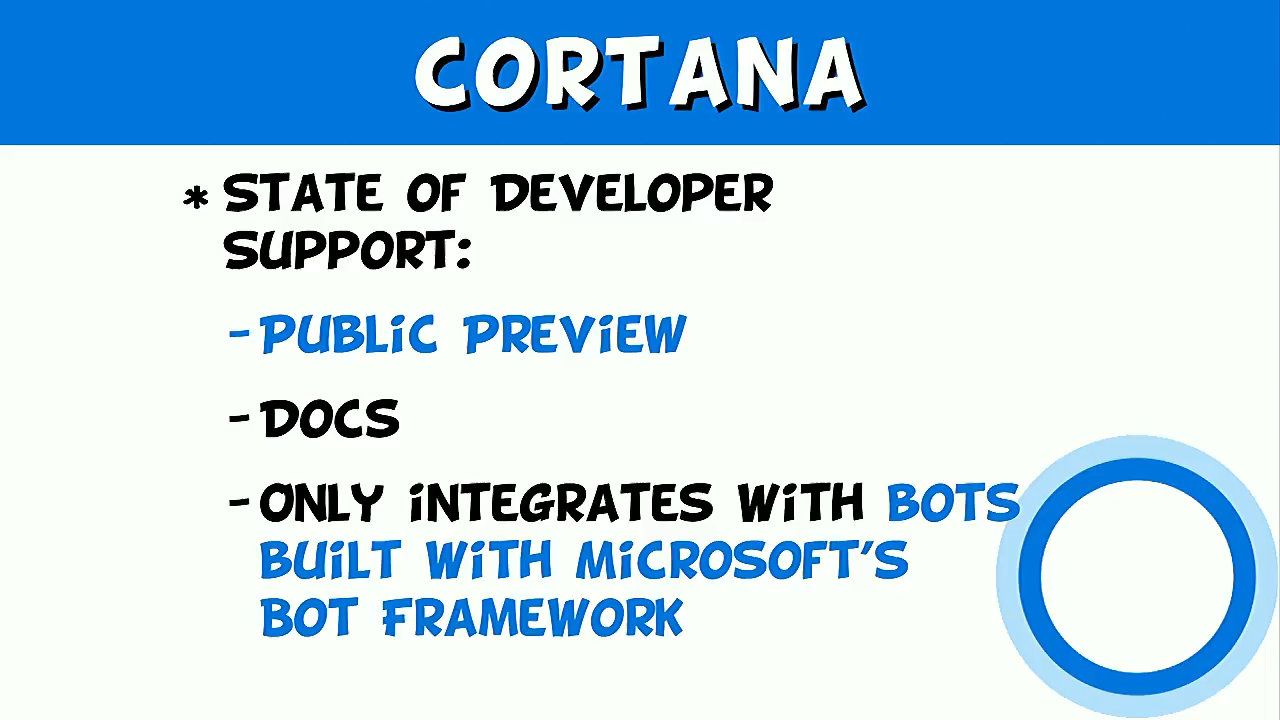 CORTANA
* STATE OF DEVELOPER
SUPPORT:
- PUBLiC PREViEW
- DOCS
- ONLY iNTEGRATES WiTH BOTS
BUiLT WiTH MiCROSOFT'S
BOT FRAMEWORK